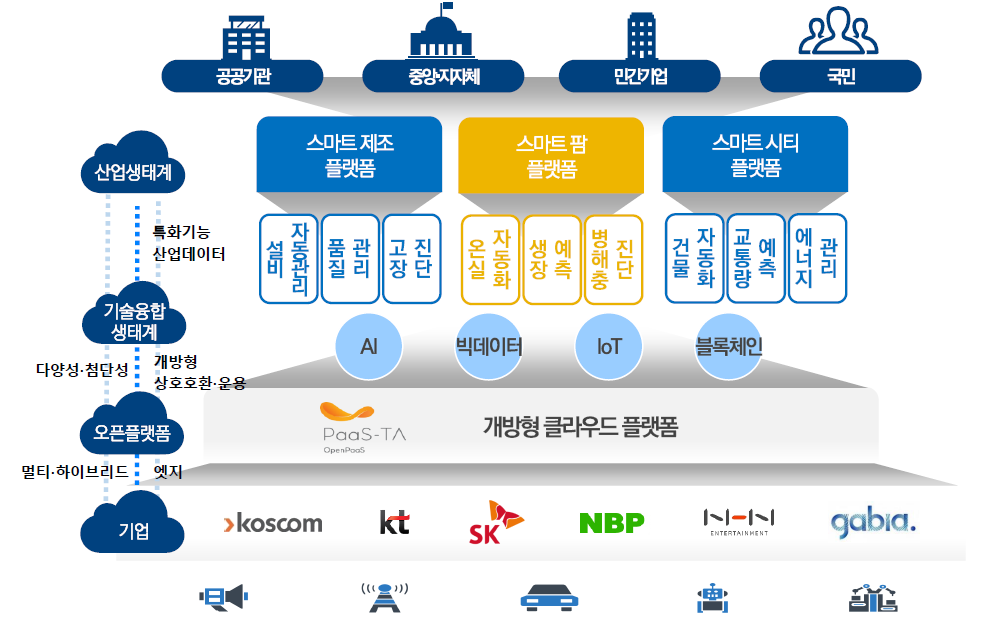 공공기관
중앙·지자체
민간기업
국민
스마트 제조
플랫폼
스마트 팜
플랫폼
스마트 시티
플랫폼
산업생태계
특화기능
산업데이터
설비
자동관리
품질
관리
고장
진단
온실
자동화
생장
예측
병해충
진단
건물
자동화
교통량
예측
에너지
관리
기술융합
생태계
AI
빅데이터
IoT
블록체인
다양성·첨단성
개방형
상호호환·운용
오픈플랫폼
PaaS-TA
OpenPaaS
개방형 클라우드 플랫폼
멀티·하이브리드
엣지
기업
koscom
kt
SK
NBP
NHN
ENTERTAINMENT
gabia.